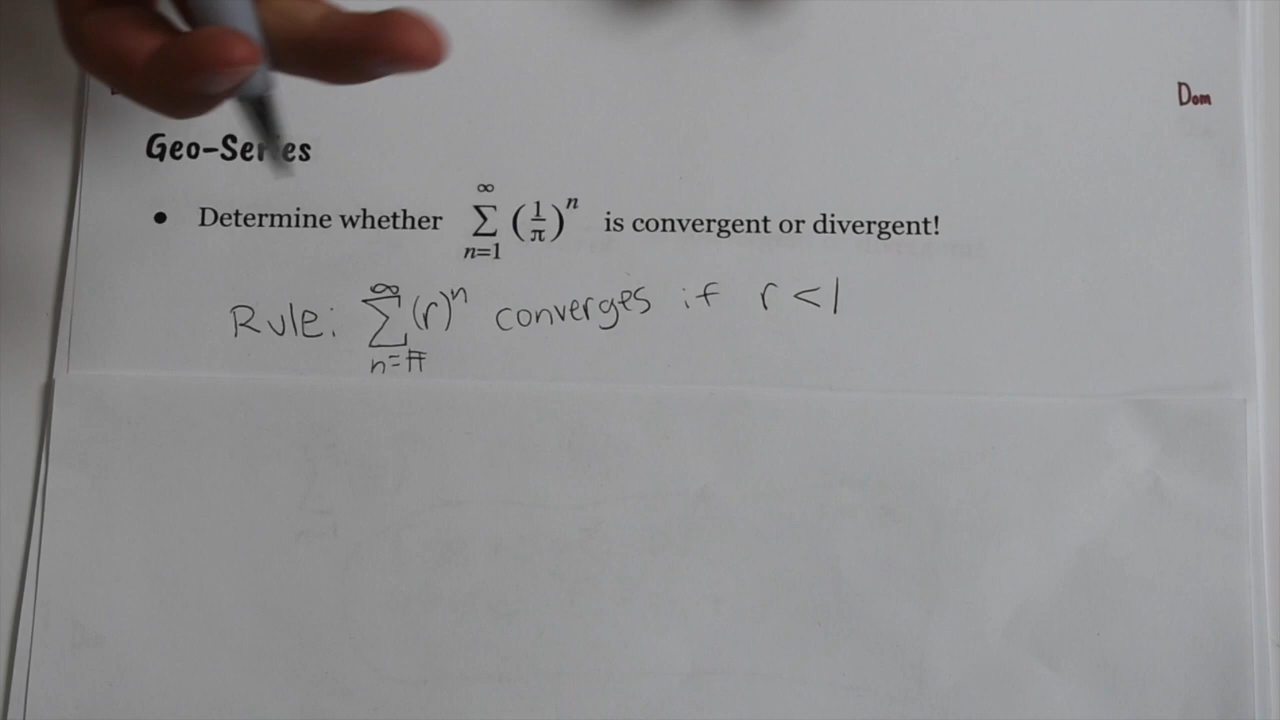 Dom
Geo-Series
• Determine whether ∞ Σ n=1 (1/π)^n is convergent or divergent!
Rule: ∞ Σ n=# (r)^n converges if r < 1